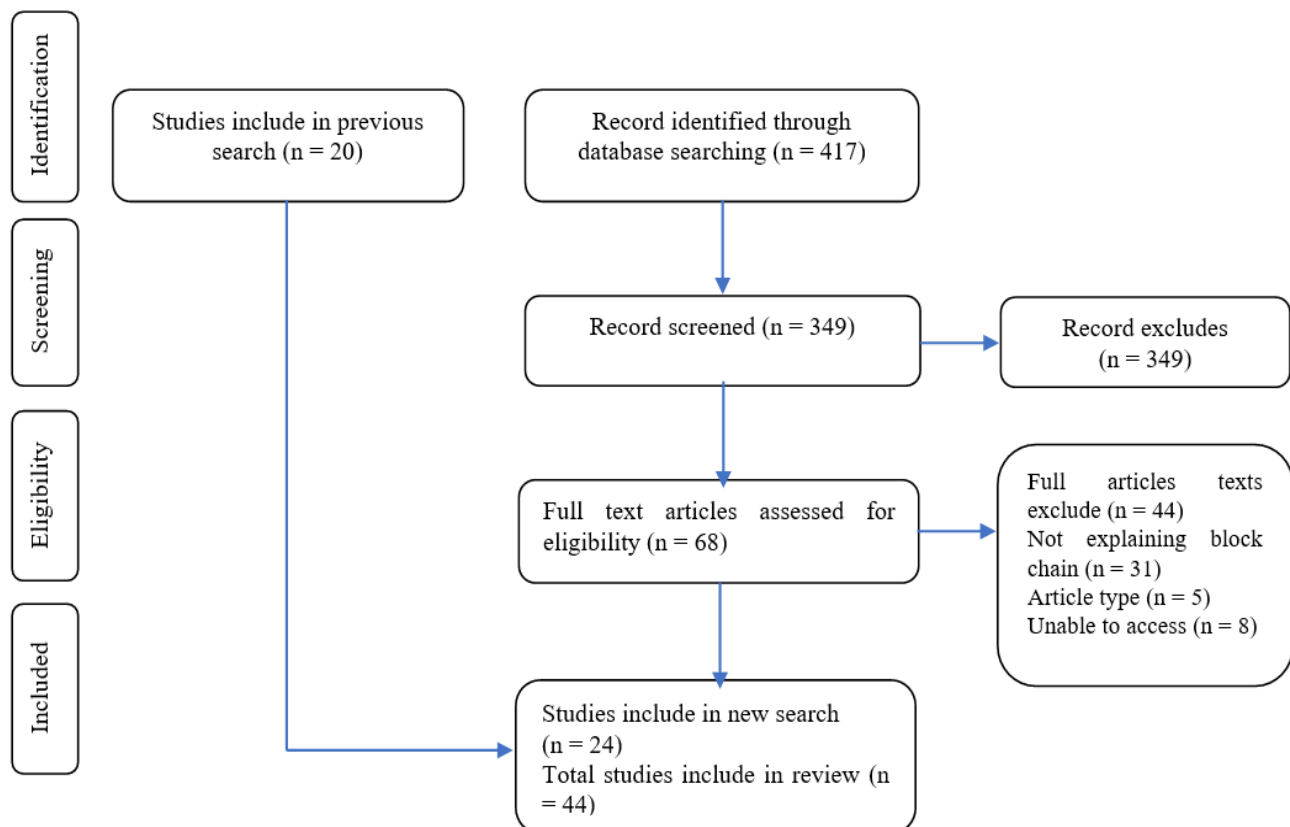 Identification
Studies include in previous
search (n = 20)
Record identified through
database searching (n = 417)
Screening
Record screened (n = 349)
Record excludes
(n = 349)
Eligibility
Full text articles assessed for
eligibility (n = 68)
Full articles texts
exclude (n = 44)
Not explaining block
chain (n = 31)
Article type (n = 5)
Unable to access (n = 8)
Included
Studies include in new search
(n = 24)
Total studies include in review (n
= 44)